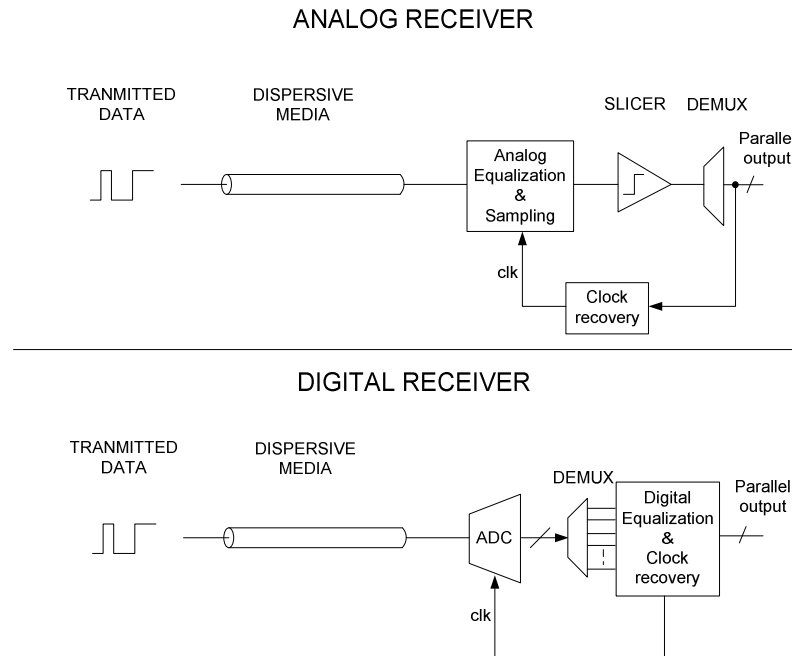 ANALOG RECEIVER
TRANMITTED
DATA
DISPERSIVE
MEDIA
SLICER
DEMUX
Analog
Equalization
&
Sampling
Paralle
output
clk
Clock
recovery
DIGITAL RECEIVER
TRANMITTED
DATA
DISPERSIVE
MEDIA
DEMUX
ADC
Digital
Equalization
&
Clock
recovery
Parallel
output
clk